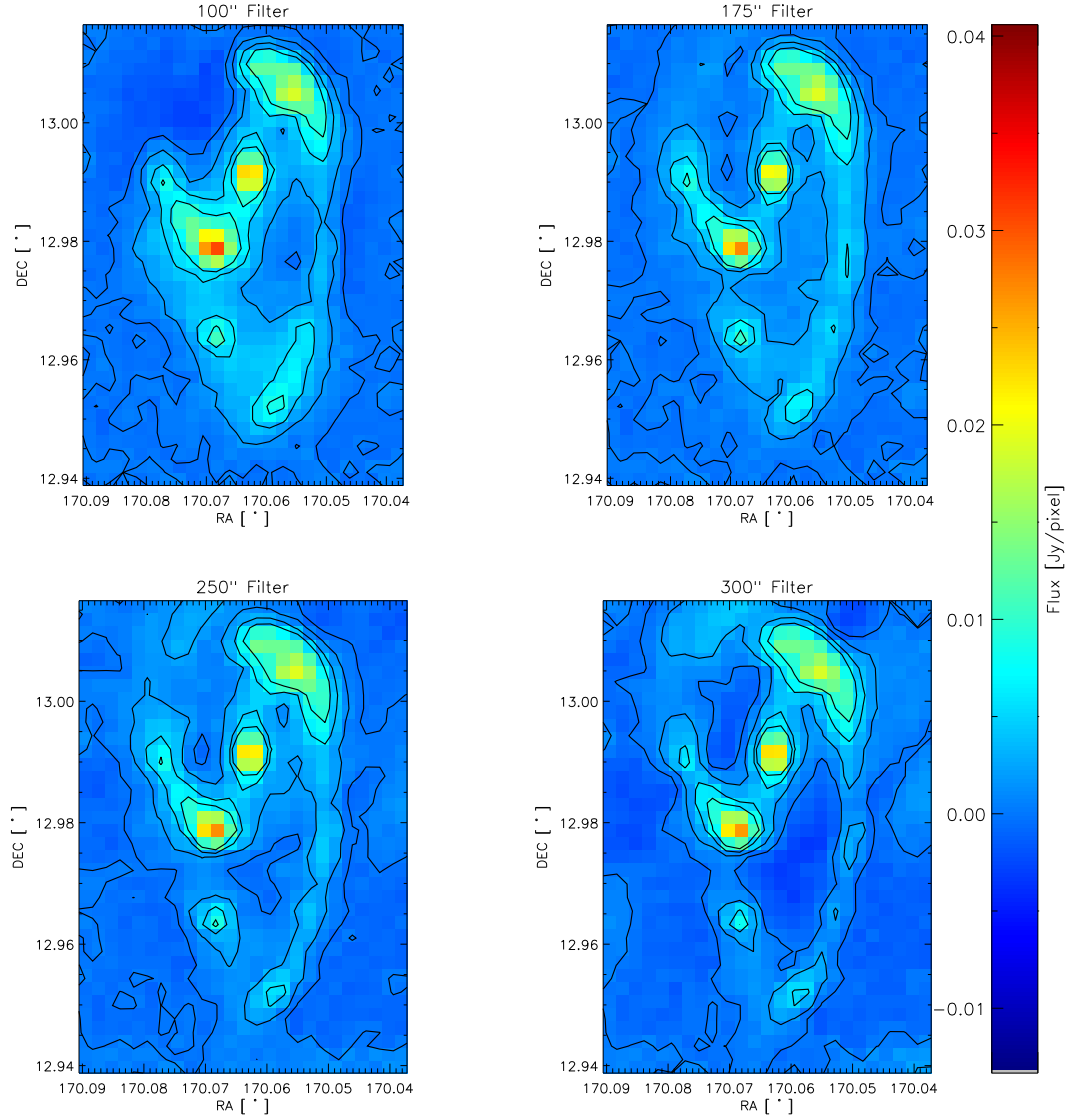 100'' Filter
175'' Filter
13.00
12.98
12.96
12.94
DEC [ ° ]
170.09 170.08 170.07 170.06 170.05 170.04
RA [ ° ]
13.00
12.98
12.96
12.94
DEC [ ° ]
170.09 170.08 170.07 170.06 170.05 170.04
RA [ ° ]
250'' Filter
300'' Filter
13.00
12.98
12.96
12.94
DEC [ ° ]
170.09 170.08 170.07 170.06 170.05 170.04
RA [ ° ]
13.00
12.98
12.96
12.94
DEC [ ° ]
170.09 170.08 170.07 170.06 170.05 170.04
RA [ ° ]
0.04
0.03
0.02
0.01
0.00
−0.01
Flux [Jy/pixel]